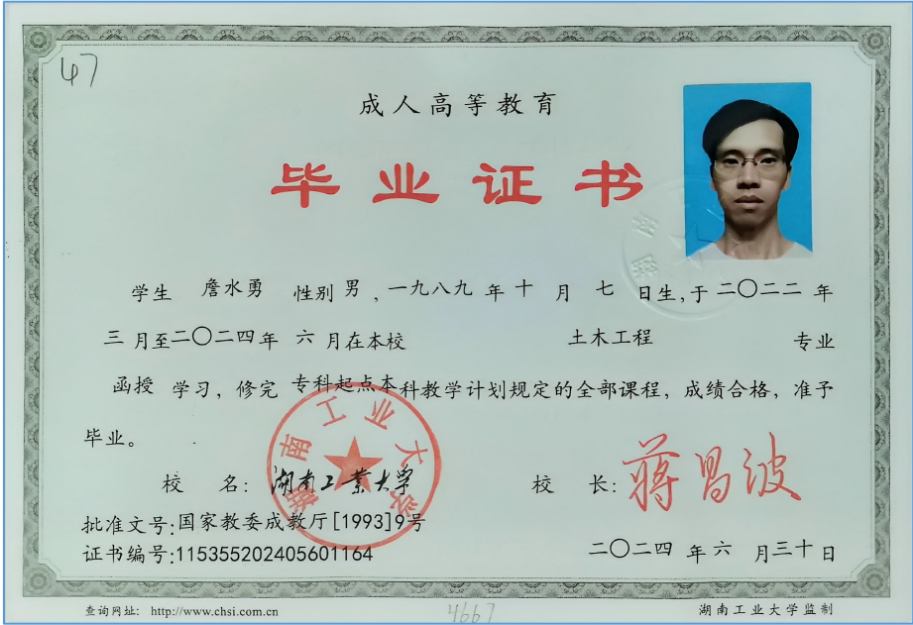 47
成人高等教育
毕业证书
学生 詹水勇 性别 男 ,一九八九 年 十 月 七 日生,于 二〇二二 年
三 月至二〇二四年 六 月在本校 土木工程 专业
函授 学习，修完 专科起点本科教学计划规定的全部课程，成绩合格，准予
毕业。
湖南工业大学
校 名: 湖南工业大学 校 长: 蒋昌波
批准文号:国家教委成教厅[1993]9号
证书编号:115355202405601164 二〇二四 年 六 月三十日
查询网址: http://www.chsi.com.cn 4667 湖南工业大学监制